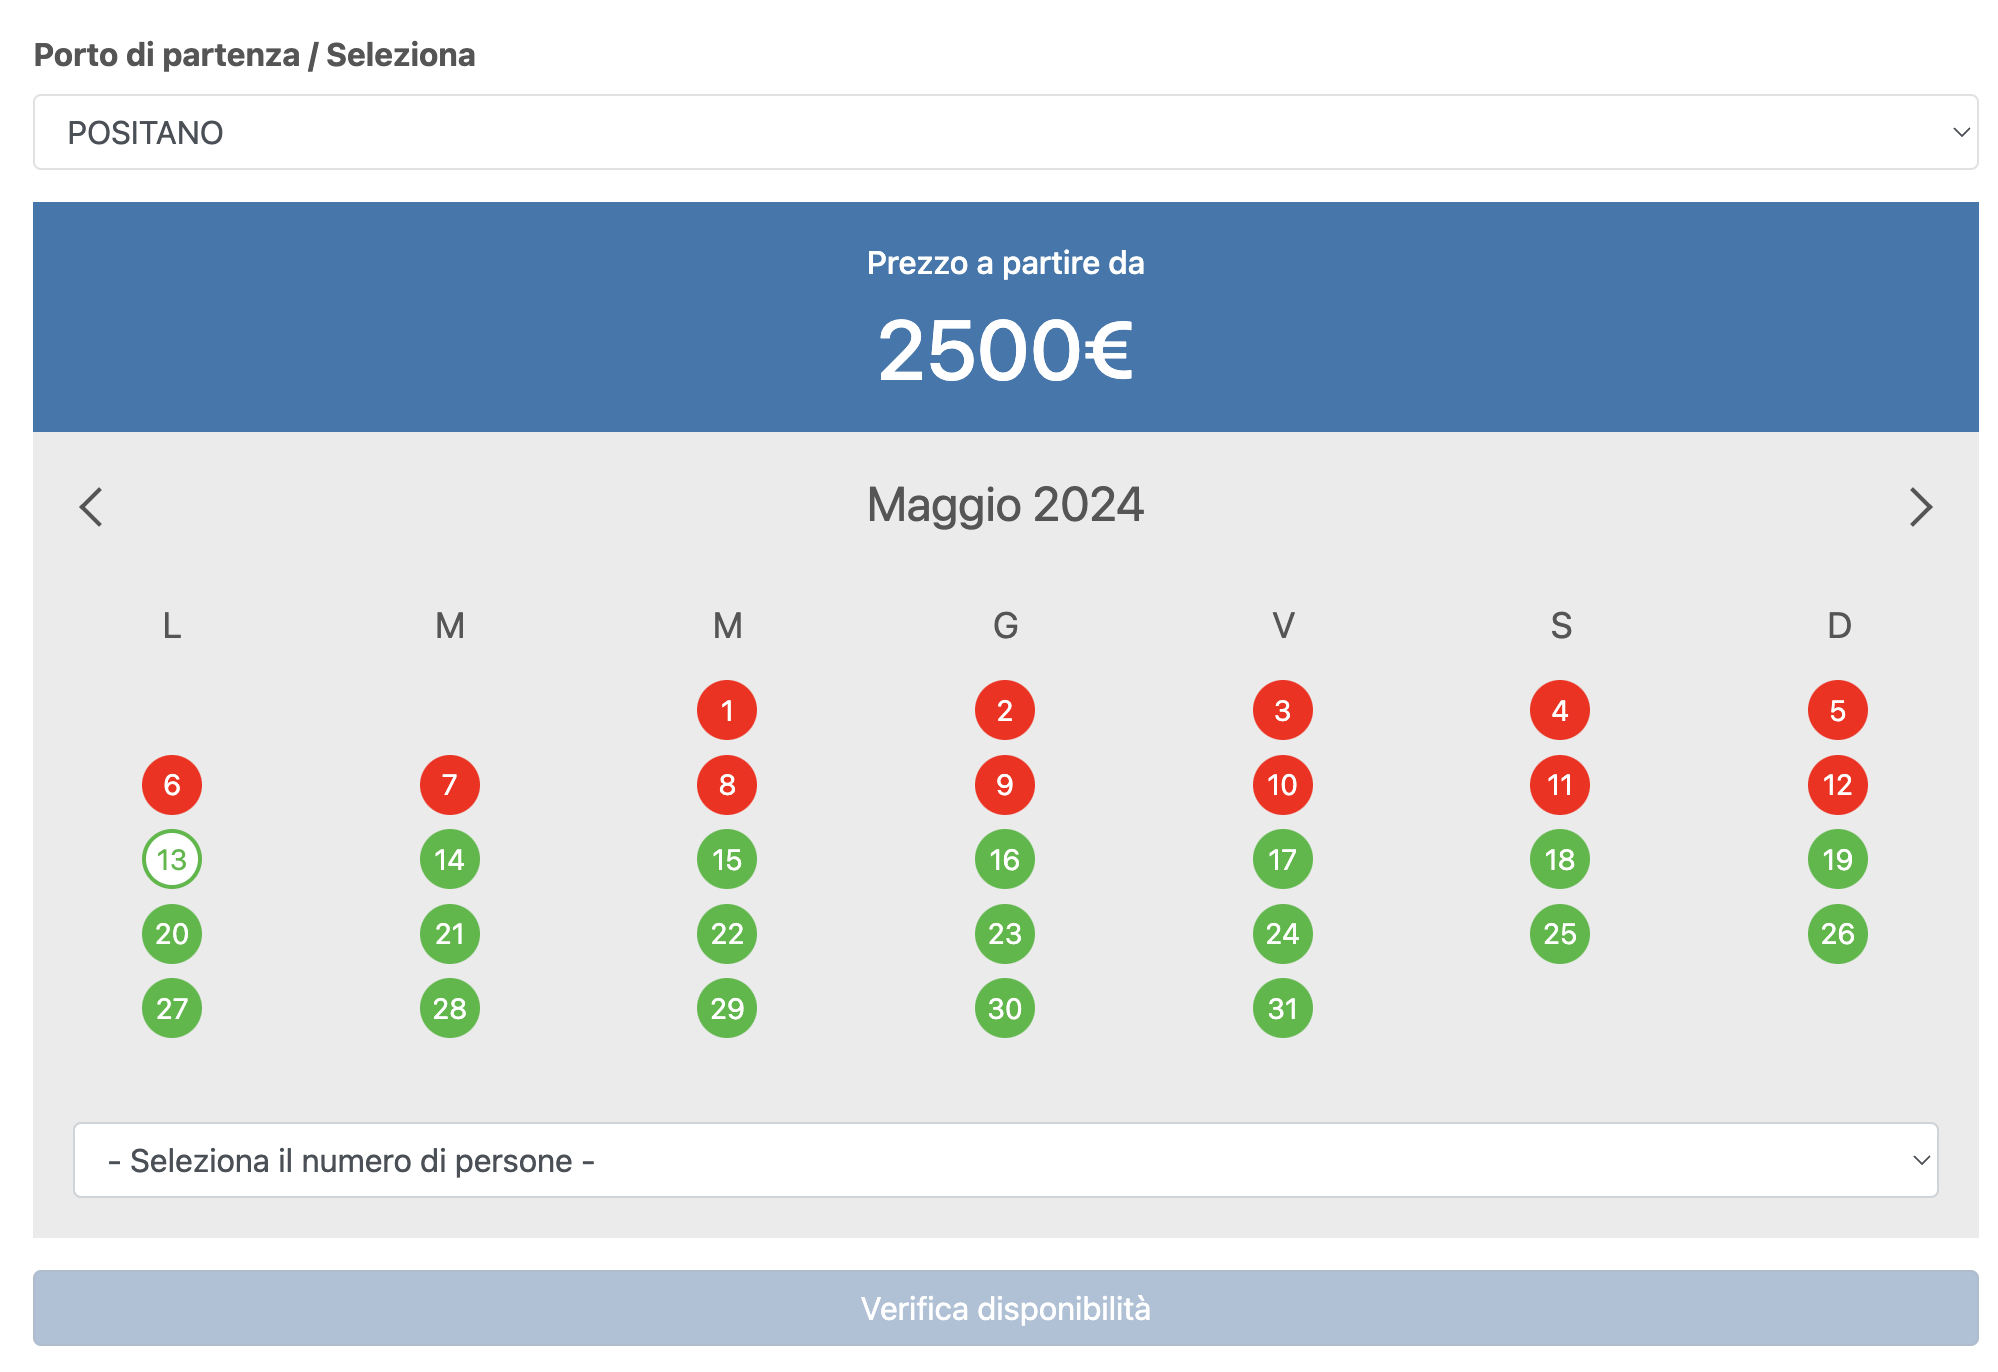 Porto di partenza / Seleziona
POSITANO
Prezzo a partire da
2500€
Maggio 2024
L M M G V S D
1 2 3 4 5
6 7 8 9 10 11 12
13 14 15 16 17 18 19
20 21 22 23 24 25 26
27 28 29 30 31
- Seleziona il numero di persone -
Verifica disponibilità